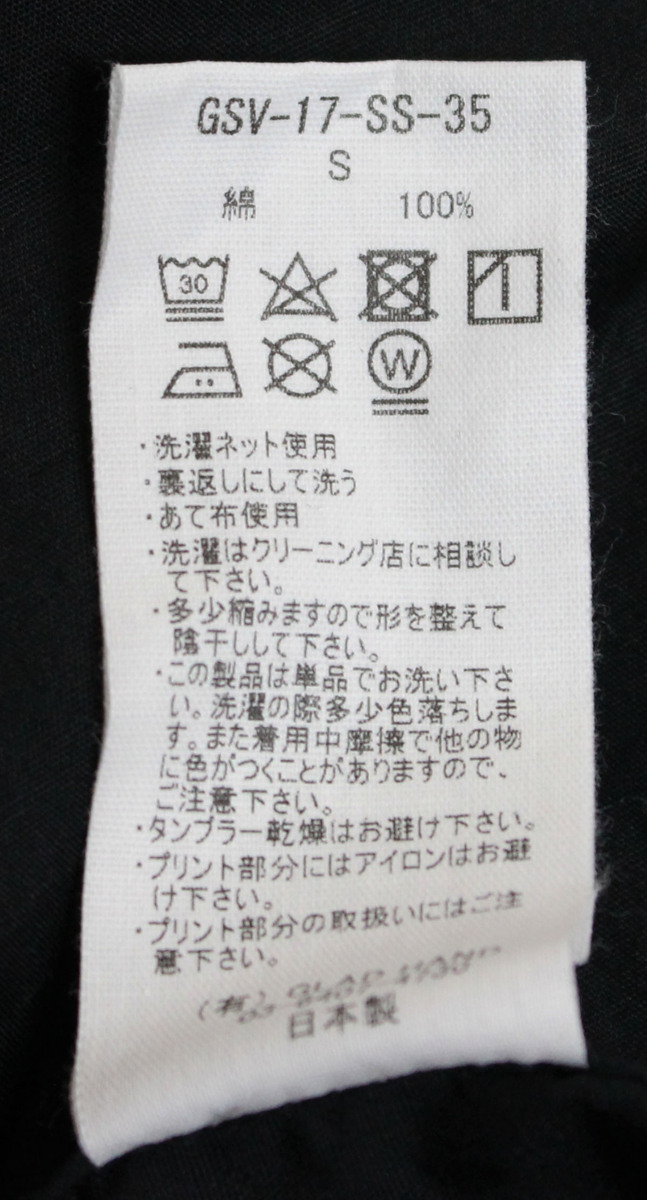 GSV-17-SS-35
S
綿 100%
30
W
・洗濯ネット使用
・裏返しにして洗う
・あて布使用
・洗濯はクリーニング店に相談し
て下さい。
・多少縮みますので形を整えて
陰干しして下さい。
・この製品は単品でお洗い下さ
い。洗濯の際多少色落ちしま
す。また着用中摩擦で他の物
に色がつくことがありますので、
ご注意下さい。
・タンブラー乾燥はお避け下さい。
・プリント部分にはアイロンはお避
け下さい。
・プリント部分の取扱いにはご注
意下さい。
(有)
日本製